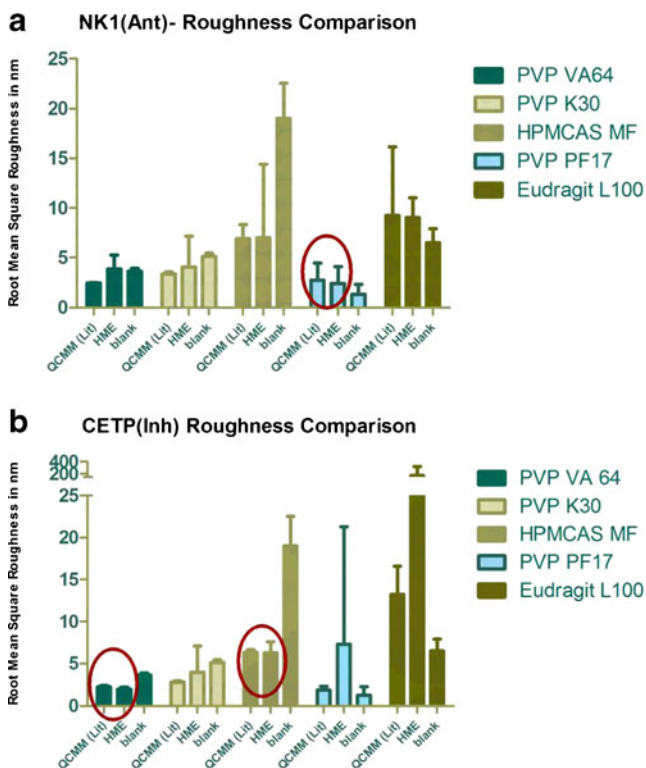 a
NK1(Ant)- Roughness Comparison
Root Mean Square Roughness in nm
25
20
15
10
5
0
QCMM (Lit)
HME
blank
QCMM (Lit)
HME
blank
QCMM (Lit)
HME
blank
QCMM (Lit)
HME
blank
QCMM (Lit)
HME
blank
PVP VA64
PVP K30
HPMCAS MF
PVP PF17
Eudragit L100
b
CETP(Inh) Roughness Comparison
Root Mean Square Roughness in nm
400
200
25
20
15
10
5
0
QCMM (Lit)
HME
blank
QCMM (Lit)
HME
blank
QCMM (Lit)
HME
blank
QCMM (Lit)
HME
blank
QCMM (Lit)
HME
blank
PVP VA 64
PVP K30
HPMCAS MF
PVP PF17
Eudragit L100